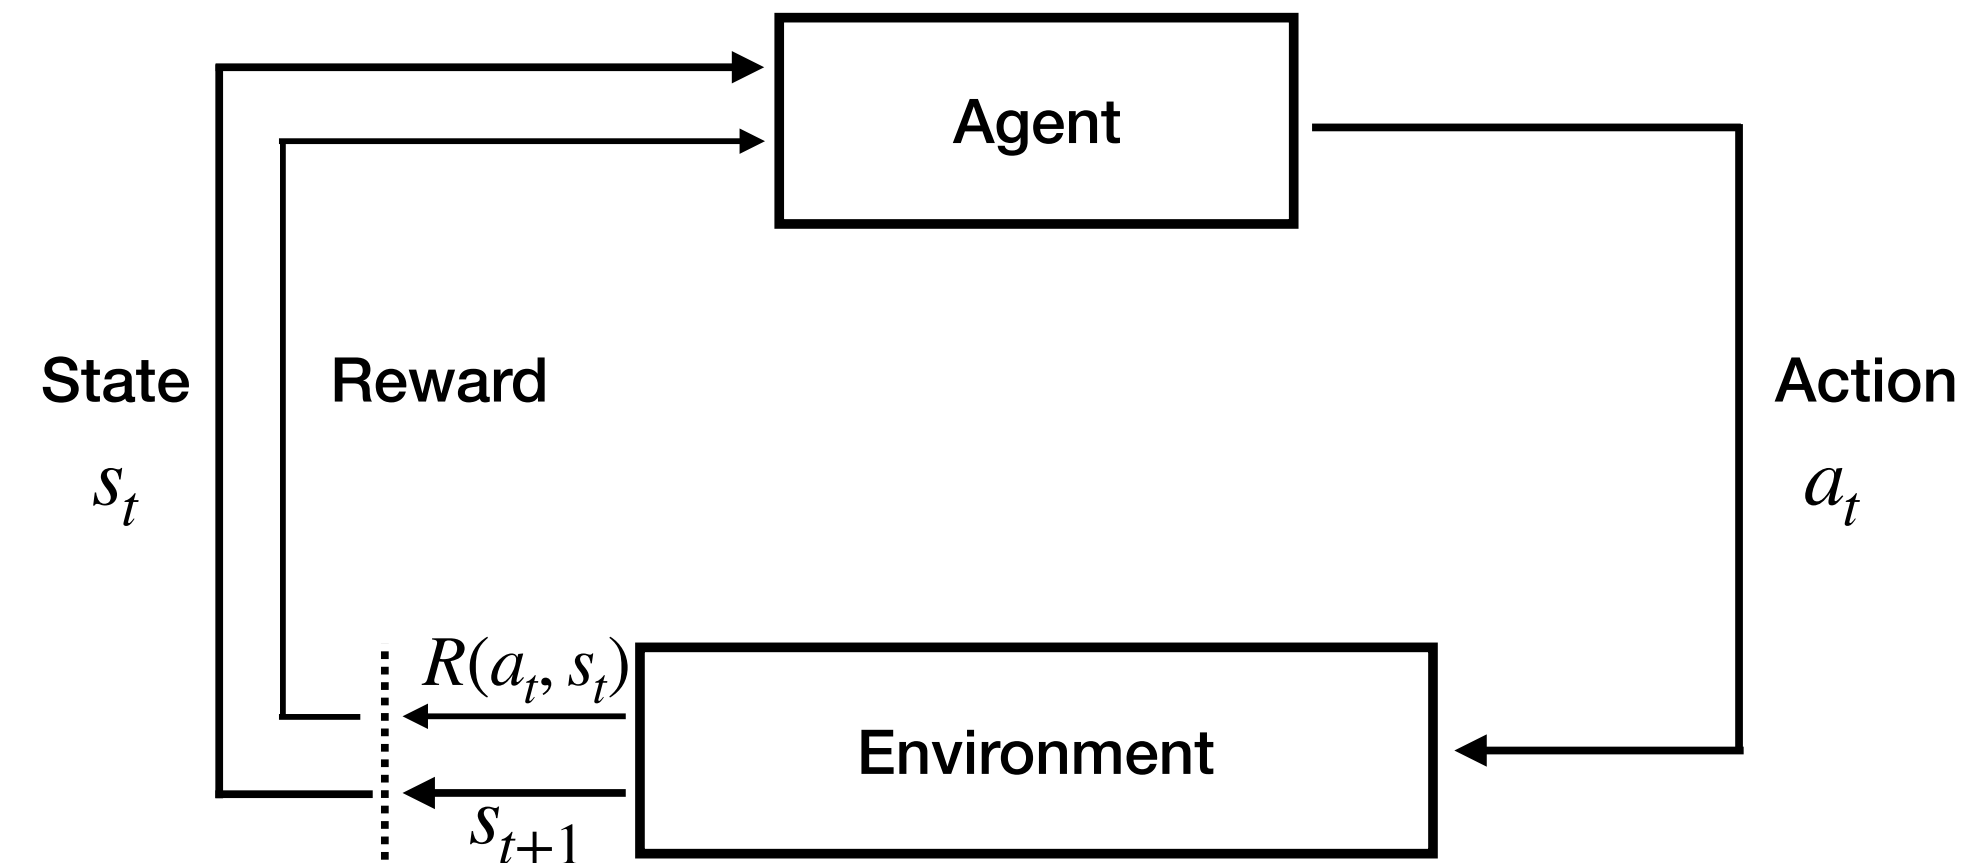 Agent
State
Reward
Action
s_t
a_t
R(a_t, s_t)
Environment
s_{t+1}